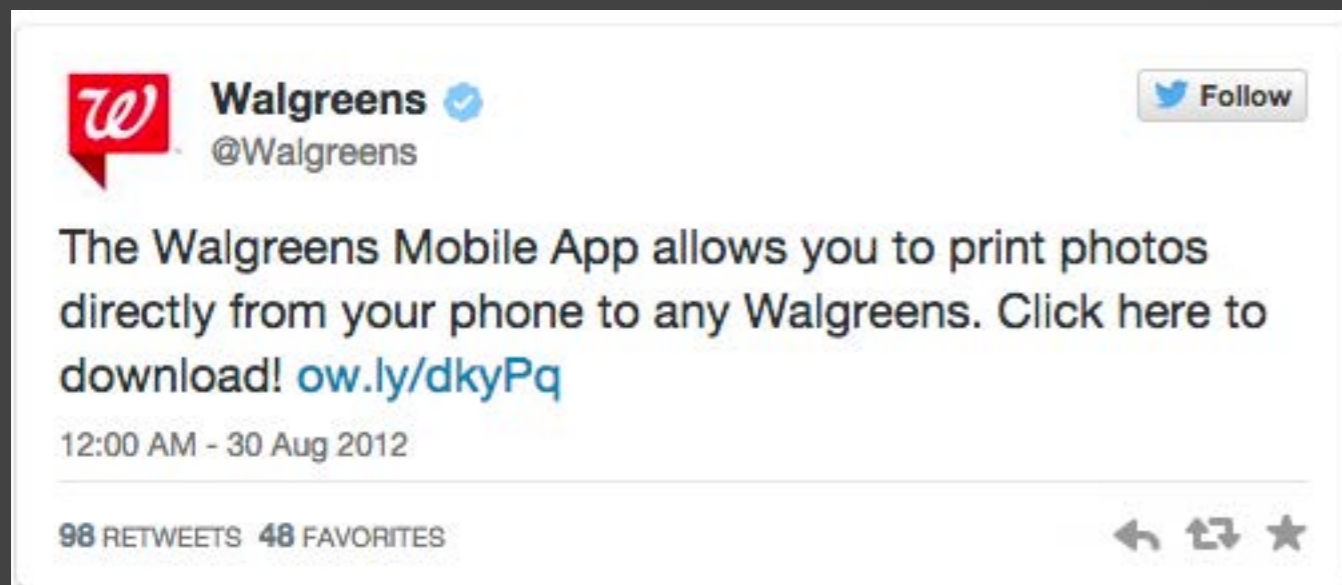 W
Walgreens
Follow
@Walgreens
The Walgreens Mobile App allows you to print photos
directly from your phone to any Walgreens. Click here to
download! ow.ly/dkyPq
12:00 AM - 30 Aug 2012
98 RETWEETS 48 FAVORITES